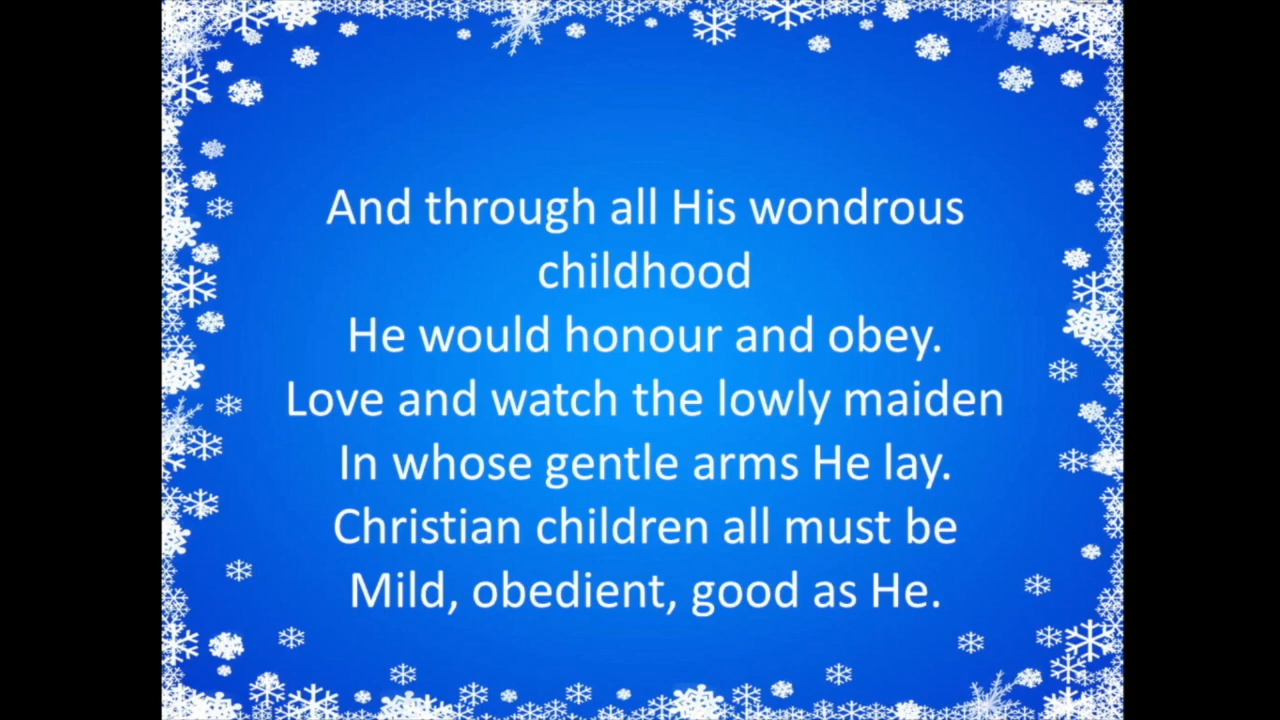 And through all His wondrous
childhood
He would honour and obey.
Love and watch the lowly maiden
In whose gentle arms He lay.
Christian children all must be
Mild, obedient, good as He.